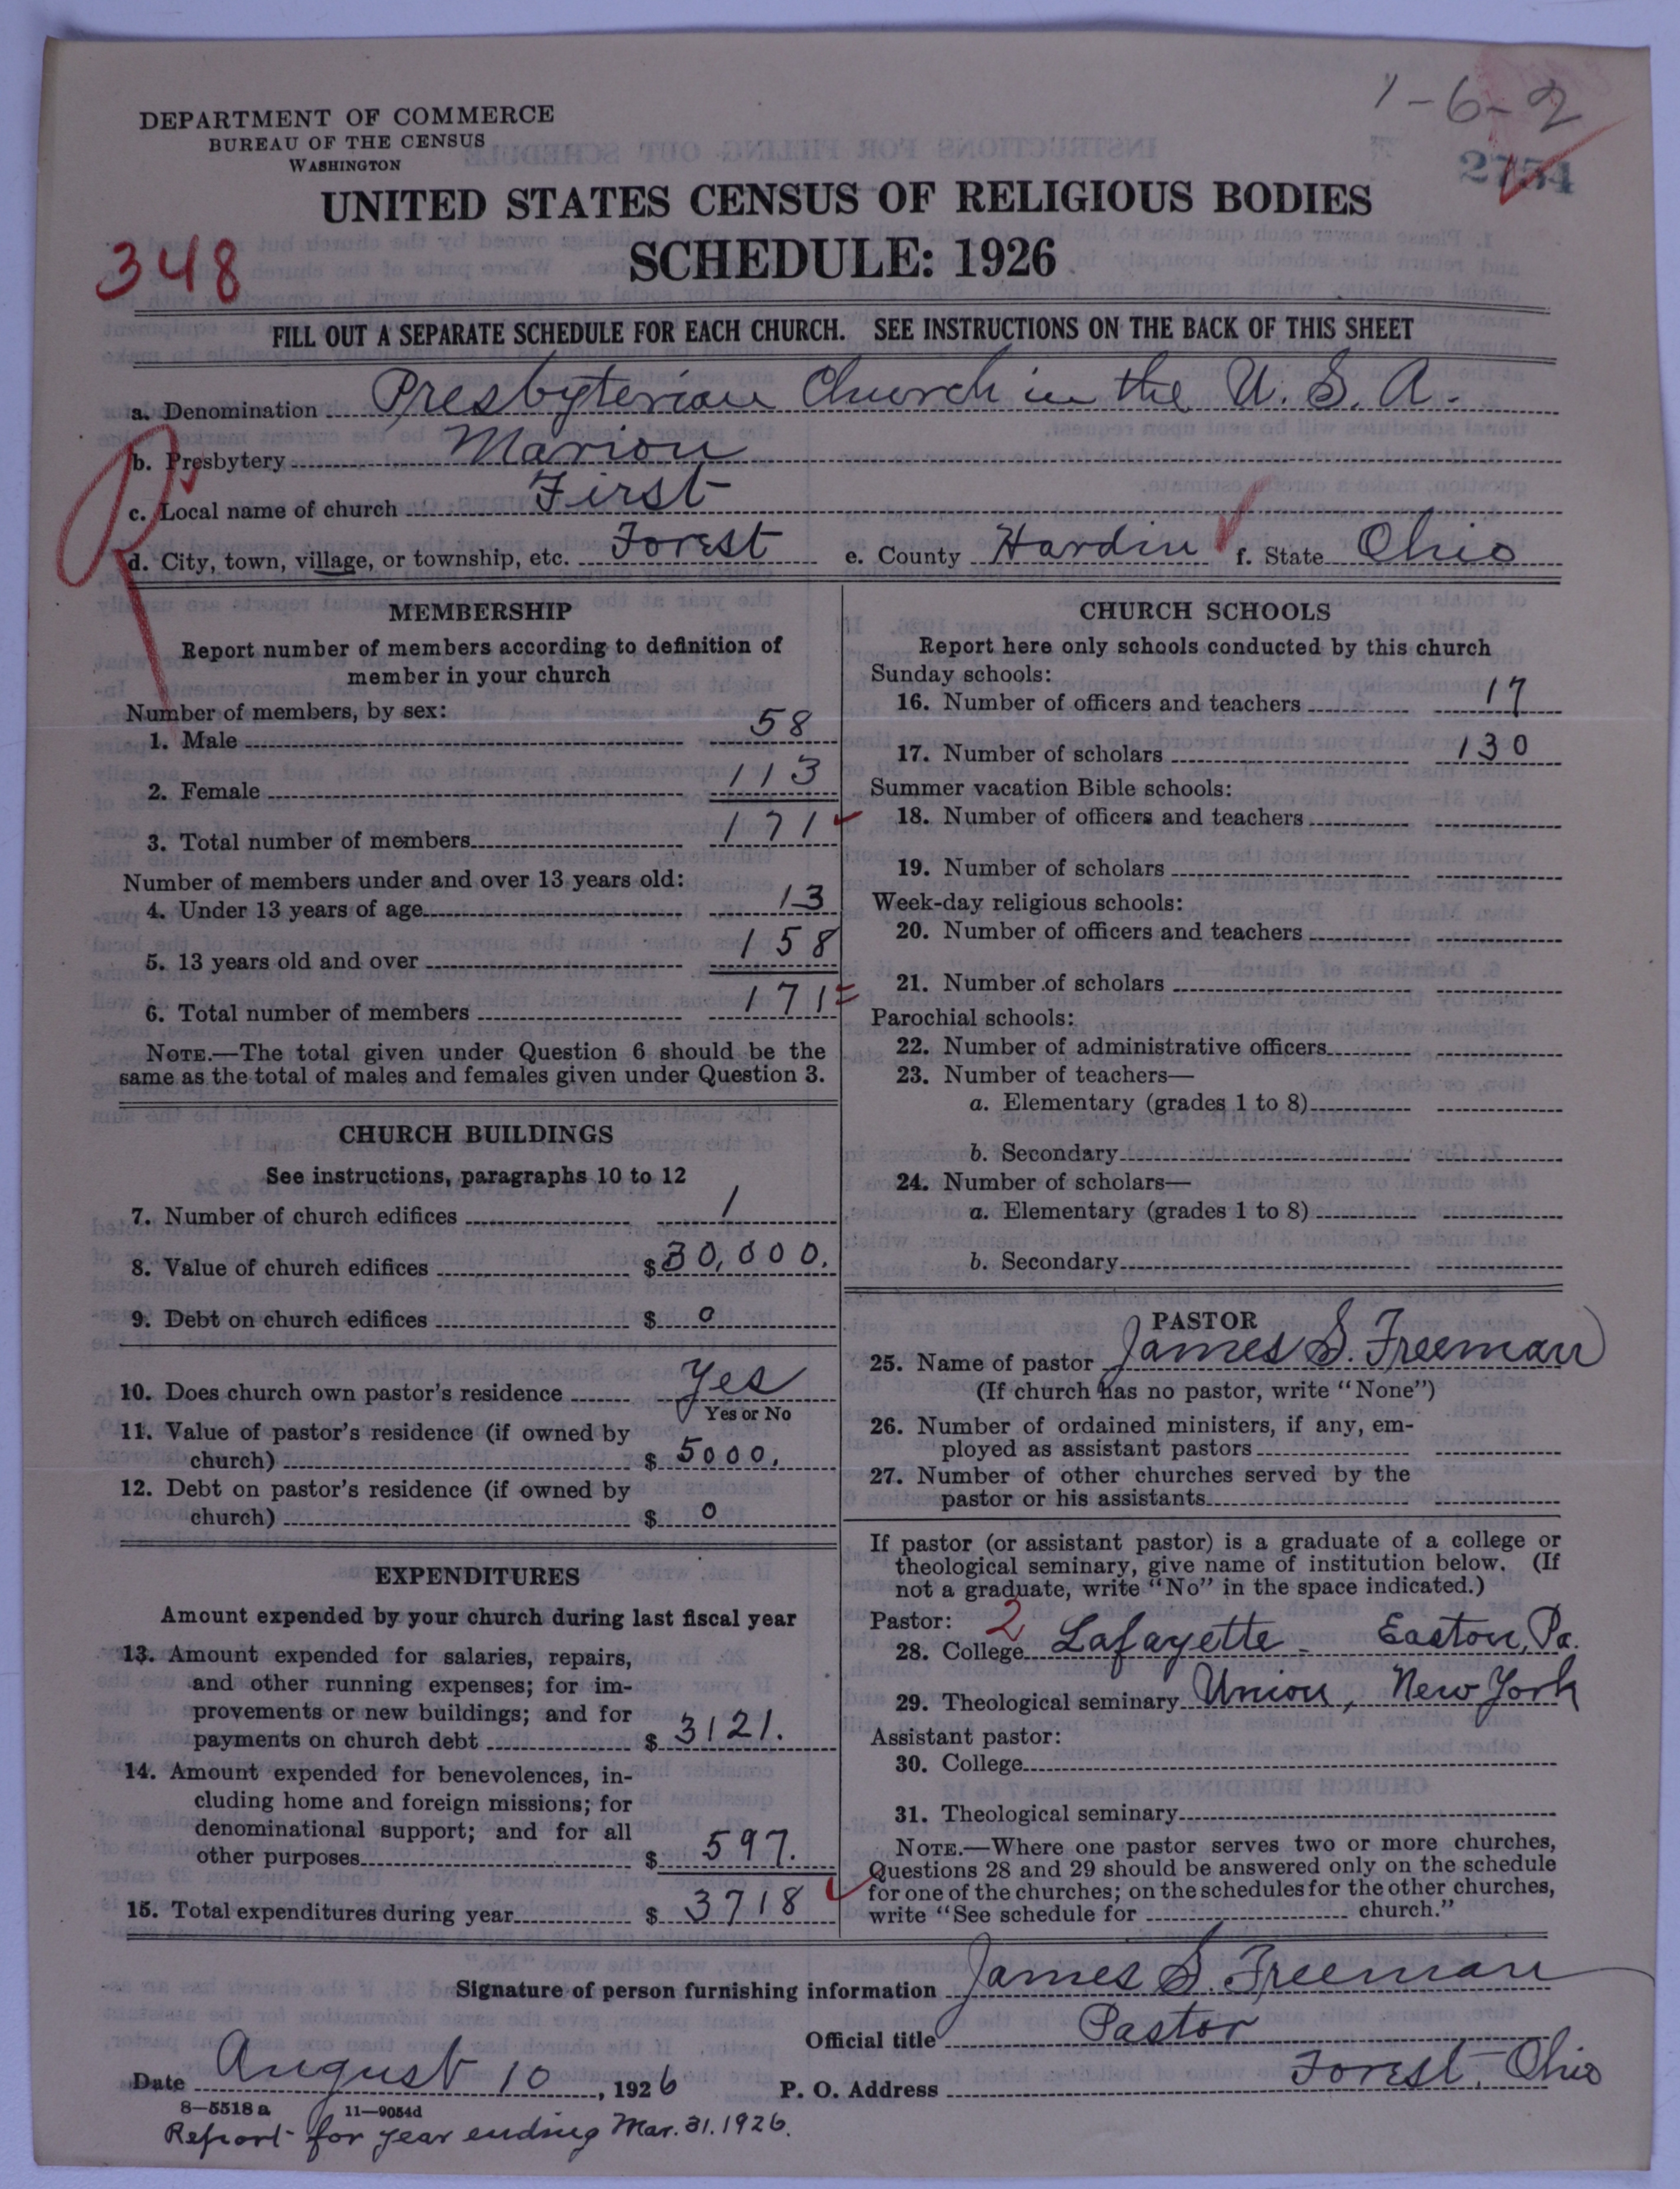 1-6-2
DEPARTMENT OF COMMERCE
BUREAU OF THE CENSUS
WASHINGTON
2754
UNITED STATES CENSUS OF RELIGIOUS BODIES
SCHEDULE: 1926
348
FILL OUT A SEPARATE SCHEDULE FOR EACH CHURCH. SEE INSTRUCTIONS ON THE BACK OF THIS SHEET
a. Denomination Presbyterian Church in the U. S. A.
b. Presbytery Marion
c. Local name of church First
d. City, town, village, or township, etc. Forest e. County Hardin f. State Ohio
MEMBERSHIP
Report number of members according to definition of
member in your church
Number of members, by sex:
1. Male 58
2. Female 113
3. Total number of members 171
Number of members under and over 13 years old:
4. Under 13 years of age 13
5. 13 years old and over 158
6. Total number of members 171
NOTE.—The total given under Question 6 should be the
same as the total of males and females given under Question 3.
CHURCH BUILDINGS
See instructions, paragraphs 10 to 12
7. Number of church edifices 1
8. Value of church edifices $ 30,000.
9. Debt on church edifices $ 0
10. Does church own pastor's residence Yes
Yes or No
11. Value of pastor's residence (if owned by
church) $ 5000.
12. Debt on pastor's residence (if owned by
church) $ 0
EXPENDITURES
Amount expended by your church during last fiscal year
13. Amount expended for salaries, repairs,
and other running expenses; for im-
provements or new buildings; and for
payments on church debt $ 3121.
14. Amount expended for benevolences, in-
cluding home and foreign missions; for
denominational support; and for all
other purposes $ 597.
15. Total expenditures during year $ 3718
CHURCH SCHOOLS
Report here only schools conducted by this church
Sunday schools:
16. Number of officers and teachers 17
17. Number of scholars 130
Summer vacation Bible schools:
18. Number of officers and teachers
19. Number of scholars
Week-day religious schools:
20. Number of officers and teachers
21. Number of scholars
Parochial schools:
22. Number of administrative officers
23. Number of teachers—
a. Elementary (grades 1 to 8)
b. Secondary
24. Number of scholars—
a. Elementary (grades 1 to 8)
b. Secondary
PASTOR
25. Name of pastor James S. Freeman
(If church has no pastor, write "None")
26. Number of ordained ministers, if any, em-
ployed as assistant pastors
27. Number of other churches served by the
pastor or his assistants
If pastor (or assistant pastor) is a graduate of a college or
theological seminary, give name of institution below. (If
not a graduate, write "No" in the space indicated.)
Pastor: 2
28. College Lafayette - Easton, Pa.
29. Theological seminary Union, New York
Assistant pastor:
30. College
31. Theological seminary
NOTE.—Where one pastor serves two or more churches,
Questions 28 and 29 should be answered only on the schedule
for one of the churches; on the schedules for the other churches,
write "See schedule for church."
Signature of person furnishing information James S. Freeman
Official title Pastor
Date August 10, 1926 P. O. Address Forest, Ohio
8—5518 a 11—9054d
Report for year ending Mar. 31. 1926.